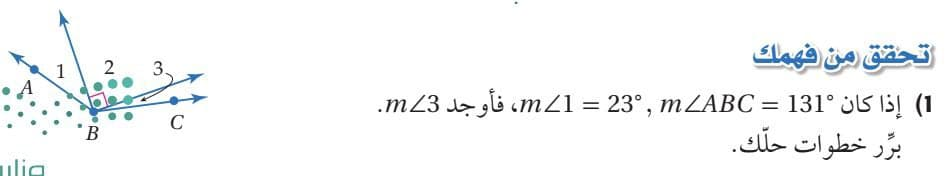 تحقق من فهمك
1) إذا كان m∠1 = 23° , m∠ABC = 131°، فأوجد m∠3.
برِّر خطوات حلّك.
1 2 3
A
B C